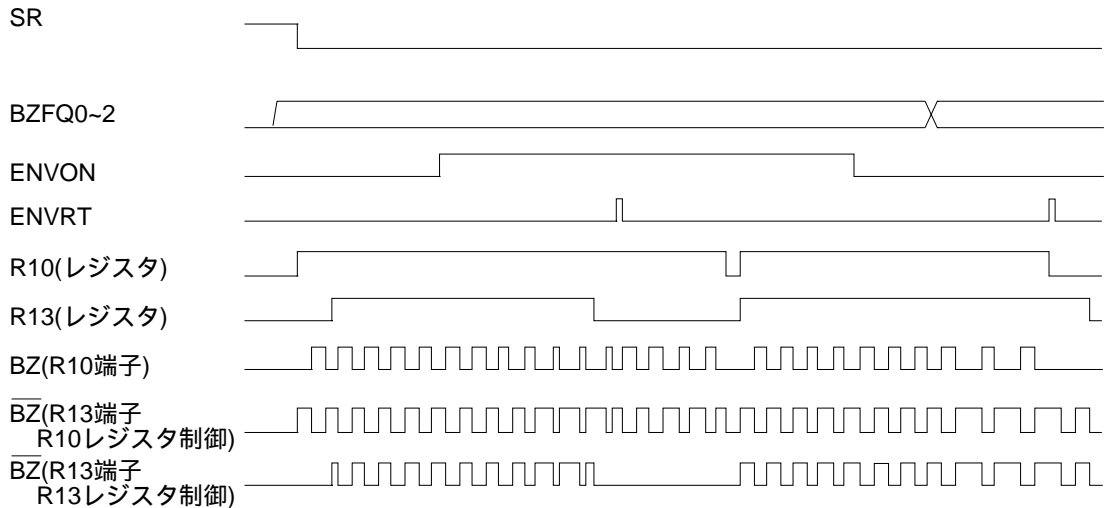 SR
BZFQ0~2
ENVON
ENVRT
R10(レジスタ)
R13(レジスタ)
BZ(R10端子)
B̅Z̅(R13端子
R10レジスタ制御)
B̅Z̅(R13端子
R13レジスタ制御)